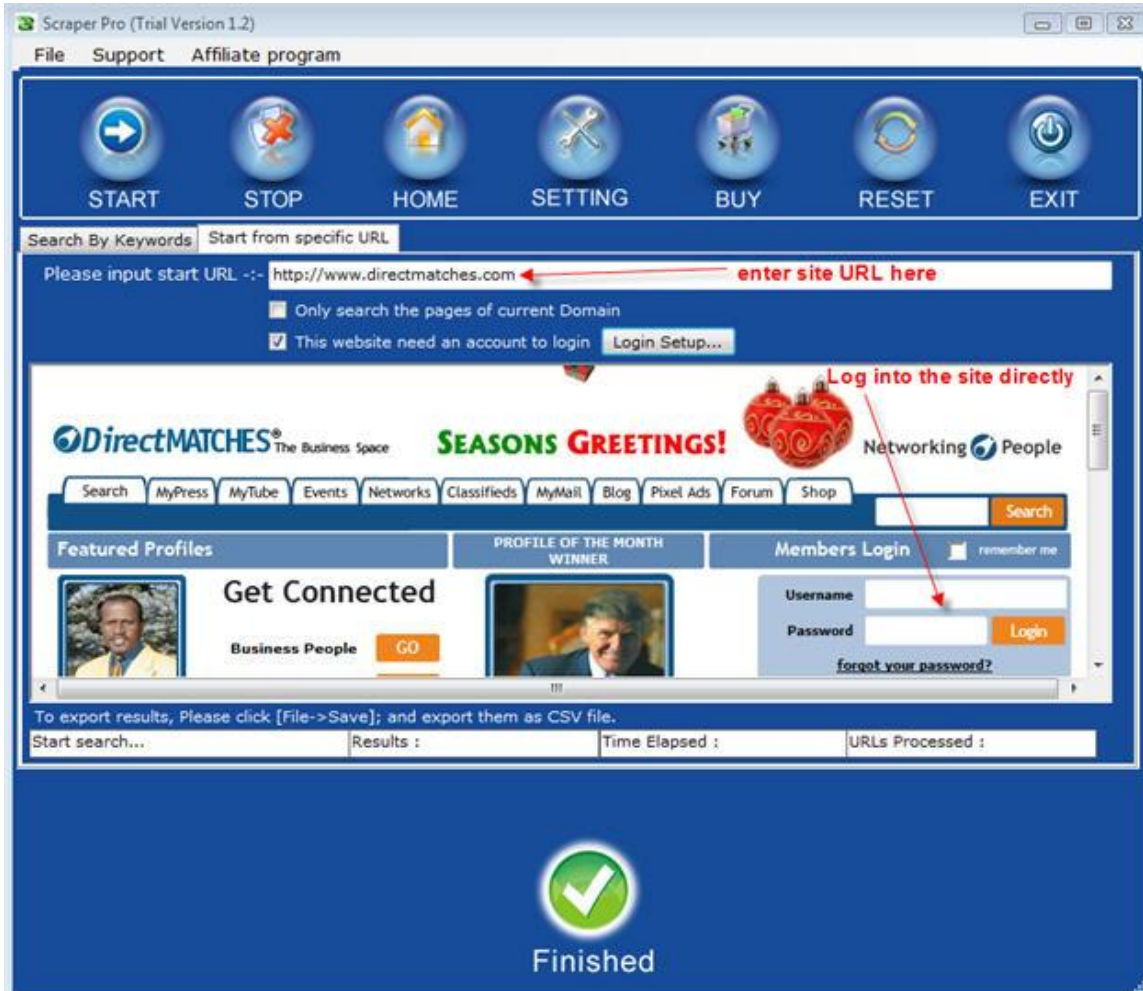 Scraper Pro (Trial Version 1.2)
File Support Affiliate program
START STOP HOME SETTING BUY RESET EXIT
Search By Keywords Start from specific URL
Please input start URL -:- http://www.directmatches.com enter site URL here
Only search the pages of current Domain
This website need an account to login Login Setup...
Log into the site directly
DirectMATCHES® The Business Space SEASONS GREETINGS! Networking People
Search MyPress MyTube Events Networks Classifieds MyMail Blog Pixel Ads Forum Shop
Search
Featured Profiles PROFILE OF THE MONTH WINNER Members Login remember me
Get Connected
Username
Business People GO
Password Login
forgot your password?
To export results, Please click [File->Save]; and export them as CSV file.
Start search... Results : Time Elapsed : URLs Processed :
Finished